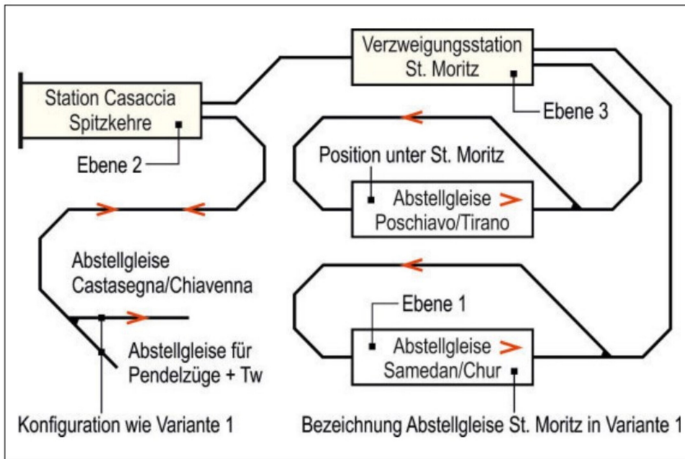 Verzweigungsstation
St. Moritz
Station Casaccia
Spitzkehre
Ebene 3
Ebene 2
Position unter St. Moritz
Abstellgleise
Poschiavo/Tirano
Abstellgleise
Castasegna/Chiavenna
Ebene 1
Abstellgleise für
Pendelzüge + Tw
Abstellgleise
Samedan/Chur
Konfiguration wie Variante 1
Bezeichnung Abstellgleise St. Moritz in Variante 1